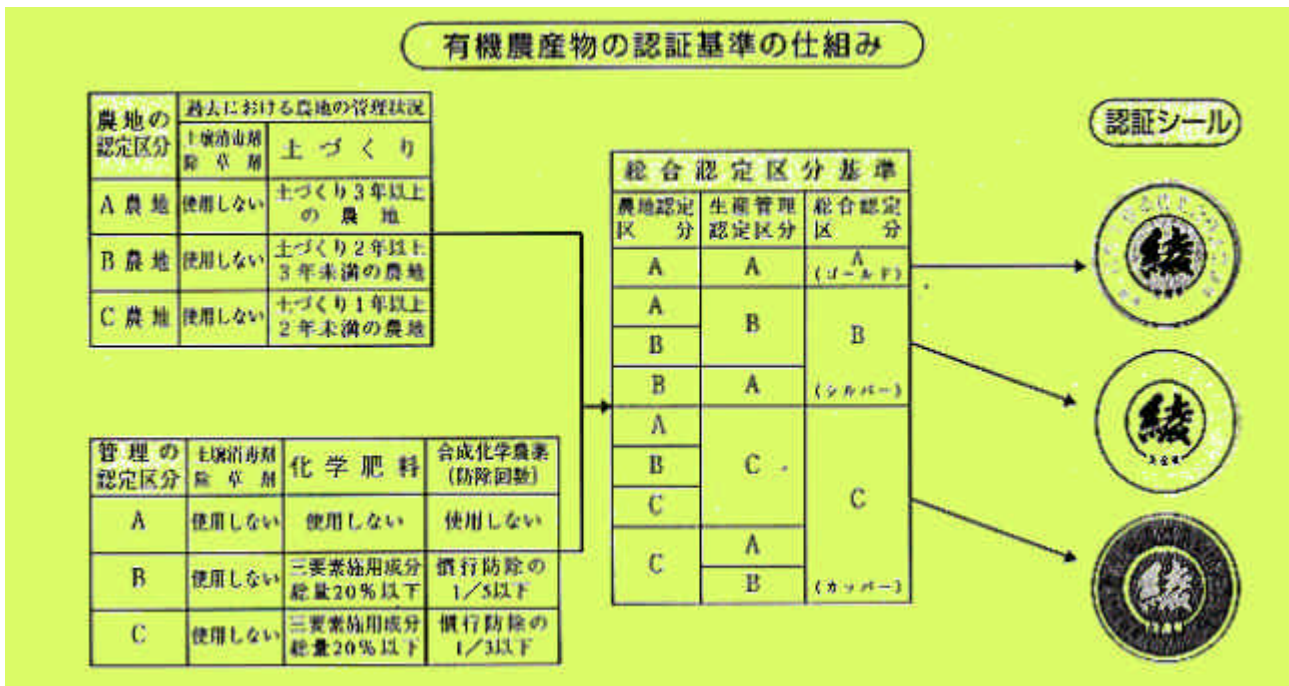 有機農産物の認証基準の仕組み
農地の
認定区分
過去における農地の管理状況
土壌消毒剤
除草剤
土づくり
A農地
使用しない
土づくり3年以上
の農地
B農地
使用しない
土づくり2年以上
3年未満の農地
C農地
使用しない
土づくり1年以上
2年未満の農地
管理の
認定区分
土壌消毒剤
除草剤
化学肥料
合成化学農薬
(防除回数)
A
使用しない
使用しない
使用しない
B
使用しない
三要素施用成分
総量20%以下
慣行防除の
1/5以下
C
使用しない
三要素施用成分
総量20%以下
慣行防除の
1/3以下
総合認定区分基準
農地認定
区分
生産管理
認定区分
総合認定
区分
A
A
A
(ゴールド)
A
B
B
B
B
A
(シルバー)
A
B
C
C
C
C
A
B
(カッパー)
認証シール
綾
綾
綾